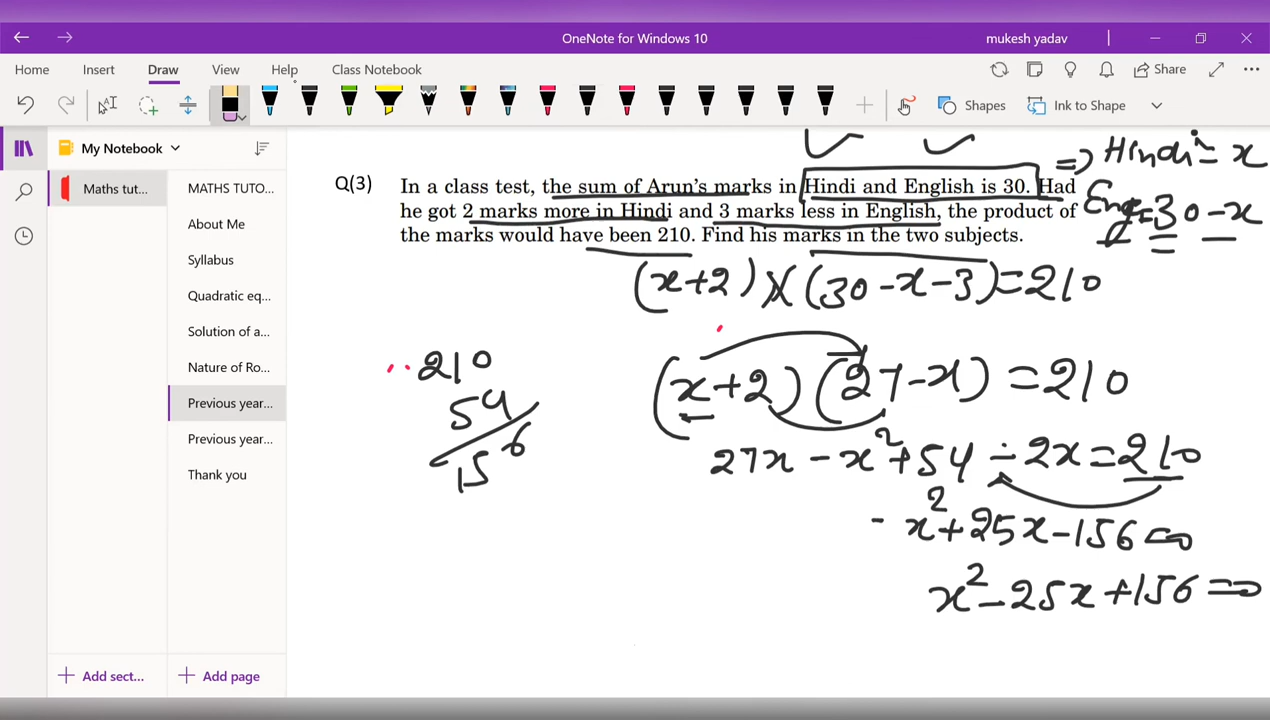 OneNote for Windows 10
mukesh yadav
Home Insert Draw View Help Class Notebook
Share
Shapes
Ink to Shape
My Notebook
Maths tut...
MATHS TUTO...
About Me
Syllabus
Quadratic eq...
Solution of a...
Nature of Ro...
Previous year...
Previous year...
Thank you
Add sect...
Add page
Q(3) In a class test, the sum of Arun's marks in Hindi and English is 30. Had
he got 2 marks more in Hindi and 3 marks less in English, the product of
the marks would have been 210. Find his marks in the two subjects.
=> Hindi = x
Eng = 30 - x
(x+2) X (30-x-3) = 210
(x+2) (27-x) = 210
27x - x² + 54 - 2x = 210
- x² + 25x - 156 = 0
x² - 25x + 156 = 0
210
54
156